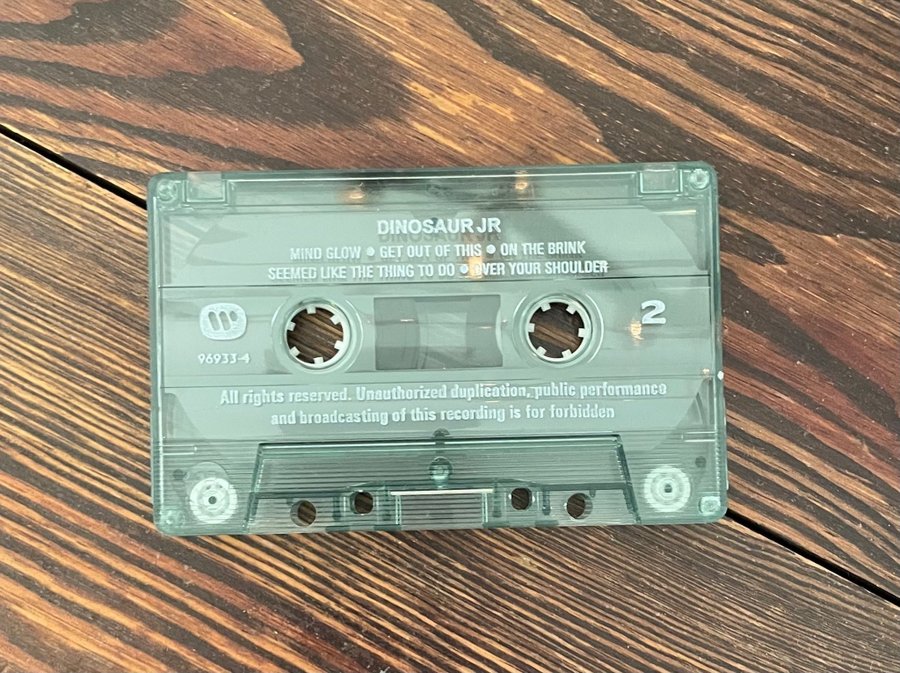 DINOSAUR JR
MIND GLOW • GET OUT OF THIS • ON THE BRINK
SEEMED LIKE THE THING TO DO • OVER YOUR SHOULDER
2
96933-4
All rights reserved. Unauthorized duplication, public performance
and broadcasting of this recording is for forbidden